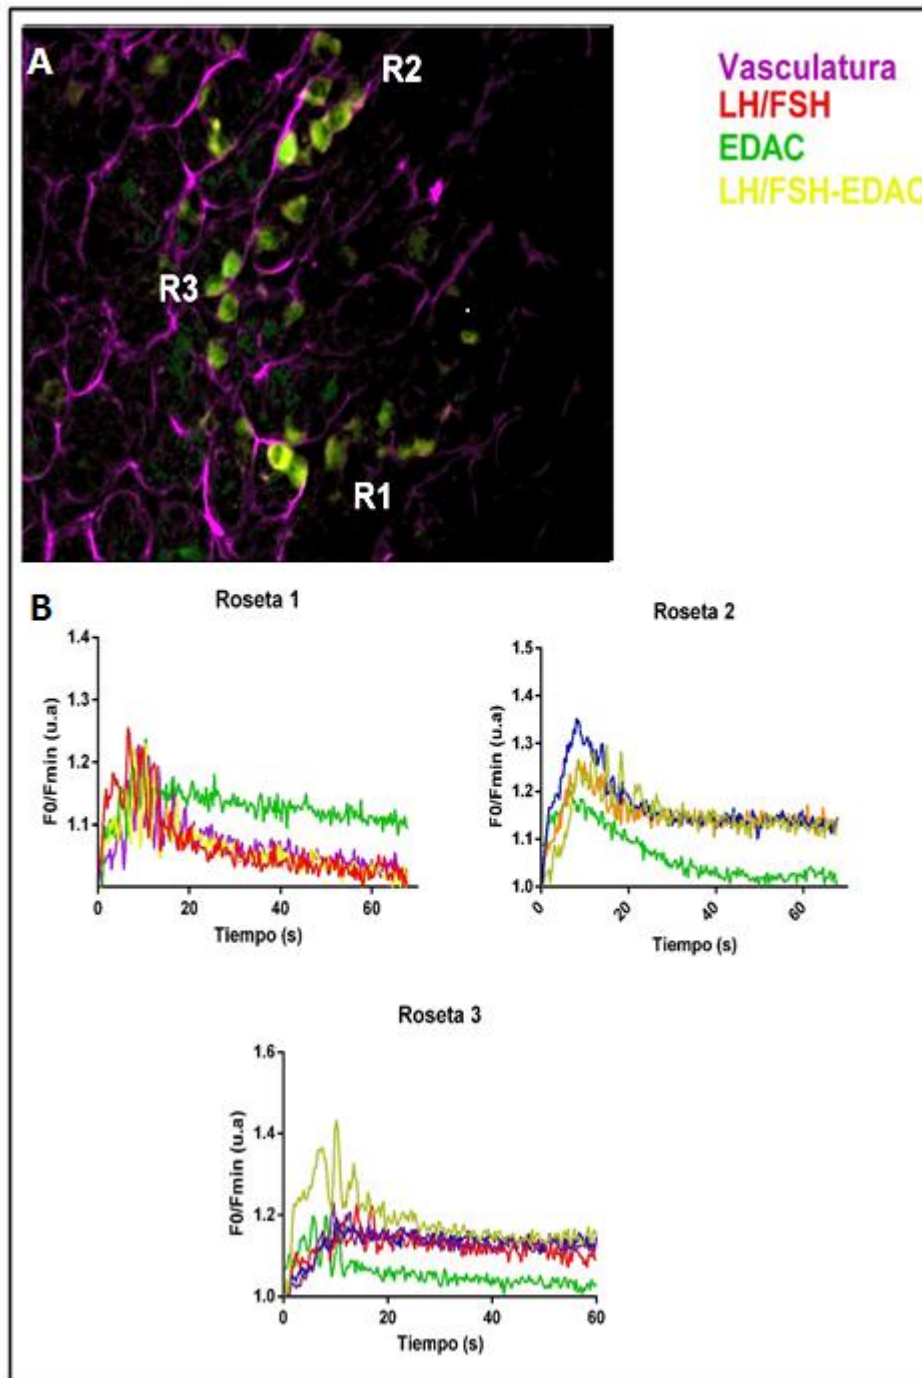 A
R2
R3
R1
Vasculatura
LH/FSH
EDAC
LH/FSH-EDAC
B
Roseta 1
F0/Fmin (u.a)
1.4
1.3
1.2
1.1
0
20
40
60
Tiempo (s)
Roseta 2
F0/Fmin (u.a)
1.5
1.4
1.3
1.2
1.1
1.0
0
20
40
60
Tiempo (s)
Roseta 3
F0/Fmin (u.a)
1.6
1.4
1.2
1.0
0
20
40
60
Tiempo (s)